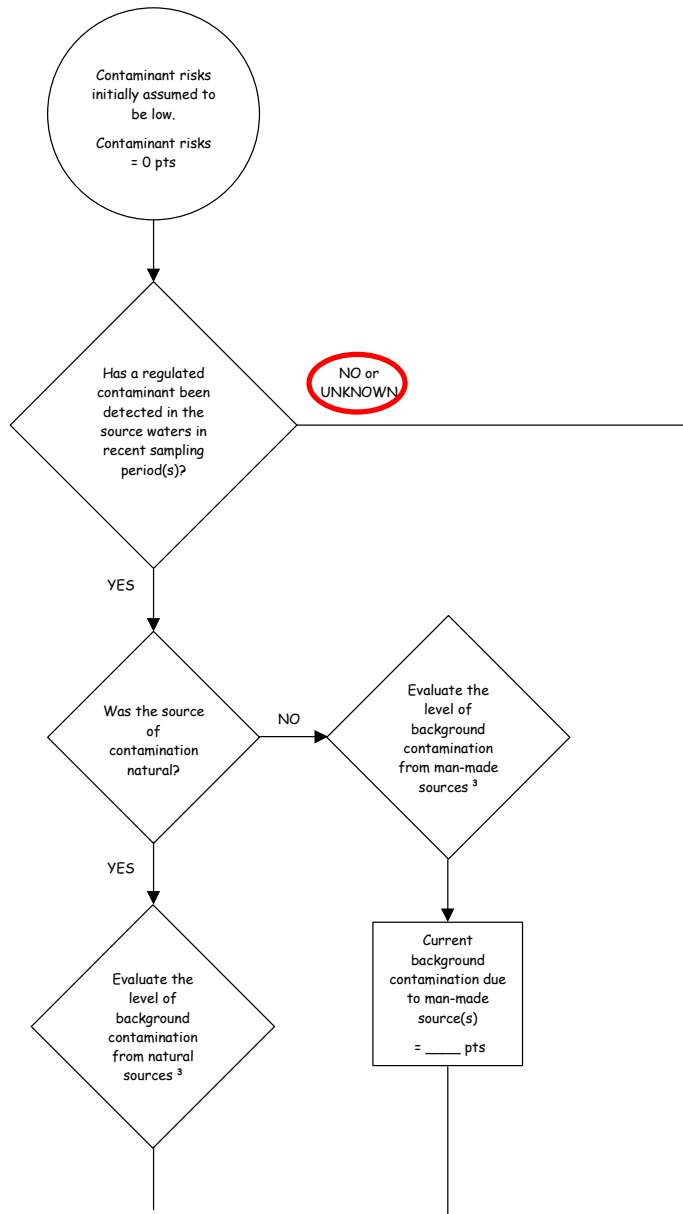 Contaminant risks
initially assumed to
be low.
Contaminant risks
= 0 pts
Has a regulated
contaminant been
detected in the
source waters in
recent sampling
period(s)?
NO or
UNKNOWN
YES
Was the source
of
contamination
natural?
NO
Evaluate the
level of
background
contamination
from man-made
sources ³
YES
Evaluate the
level of
background
contamination
from natural
sources ³
Current
background
contamination due
to man-made
source(s)
= ____ pts